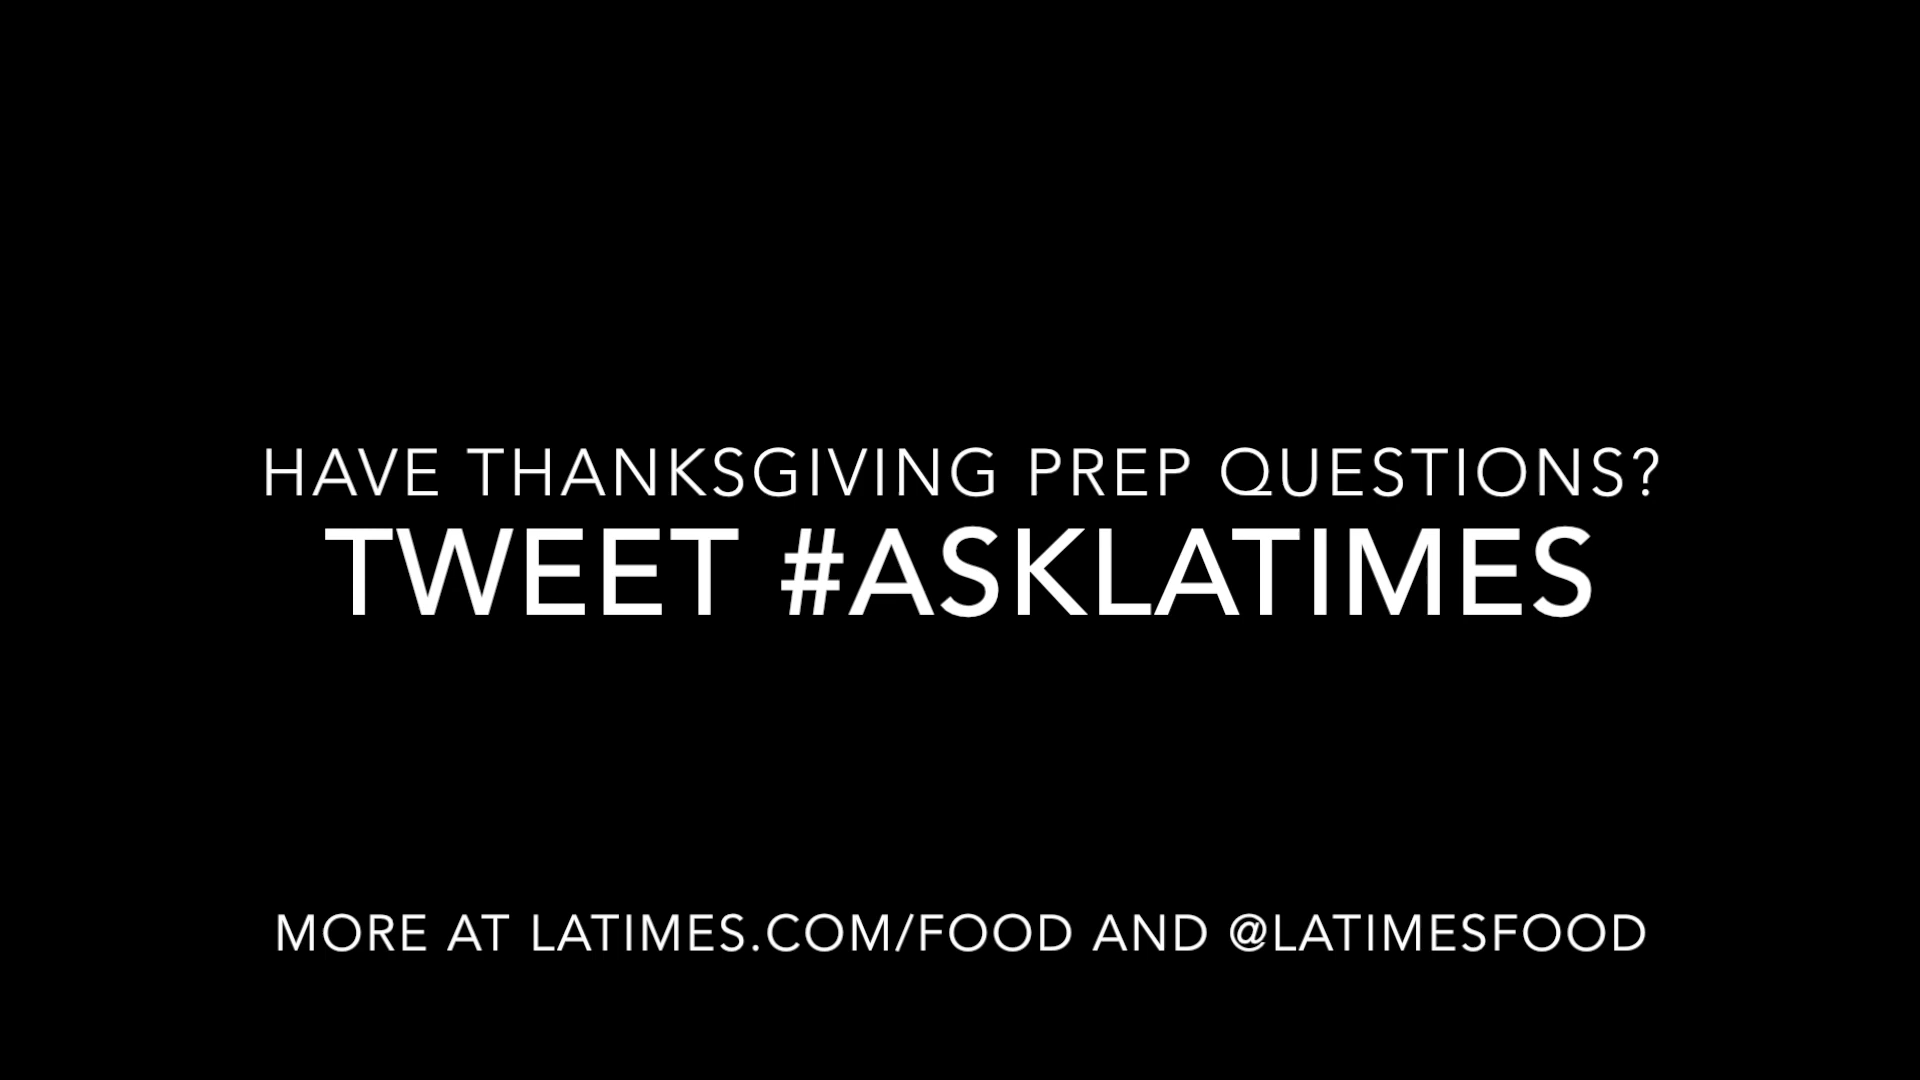 HAVE THANKSGIVING PREP QUESTIONS?
TWEET #ASKLATIMES
MORE AT LATIMES.COM/FOOD AND @LATIMESFOOD